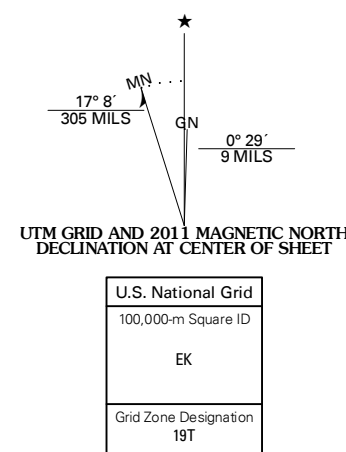 ★
MN
17° 8´
305 MILS
GN
0° 29´
9 MILS
UTM GRID AND 2011 MAGNETIC NORTH
DECLINATION AT CENTER OF SHEET
U.S. National Grid
100,000-m Square ID
EK
Grid Zone Designation
19T